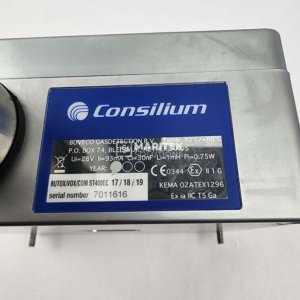 Consilium
BUVECO GASDETECTION B.V.
P.O. BOX 74, NETHERLANDS
Ui=28V Ii=93mA Ci=30nF Li=1mH Pi=0.75W
YEAR:
CE 0344 Ex II 1 G
BUTOX/VOX/COM ST400EC 17 / 18 / 19
KEMA 02ATEX1296
serial number 7011616
Ex ia IIC T5 Ga